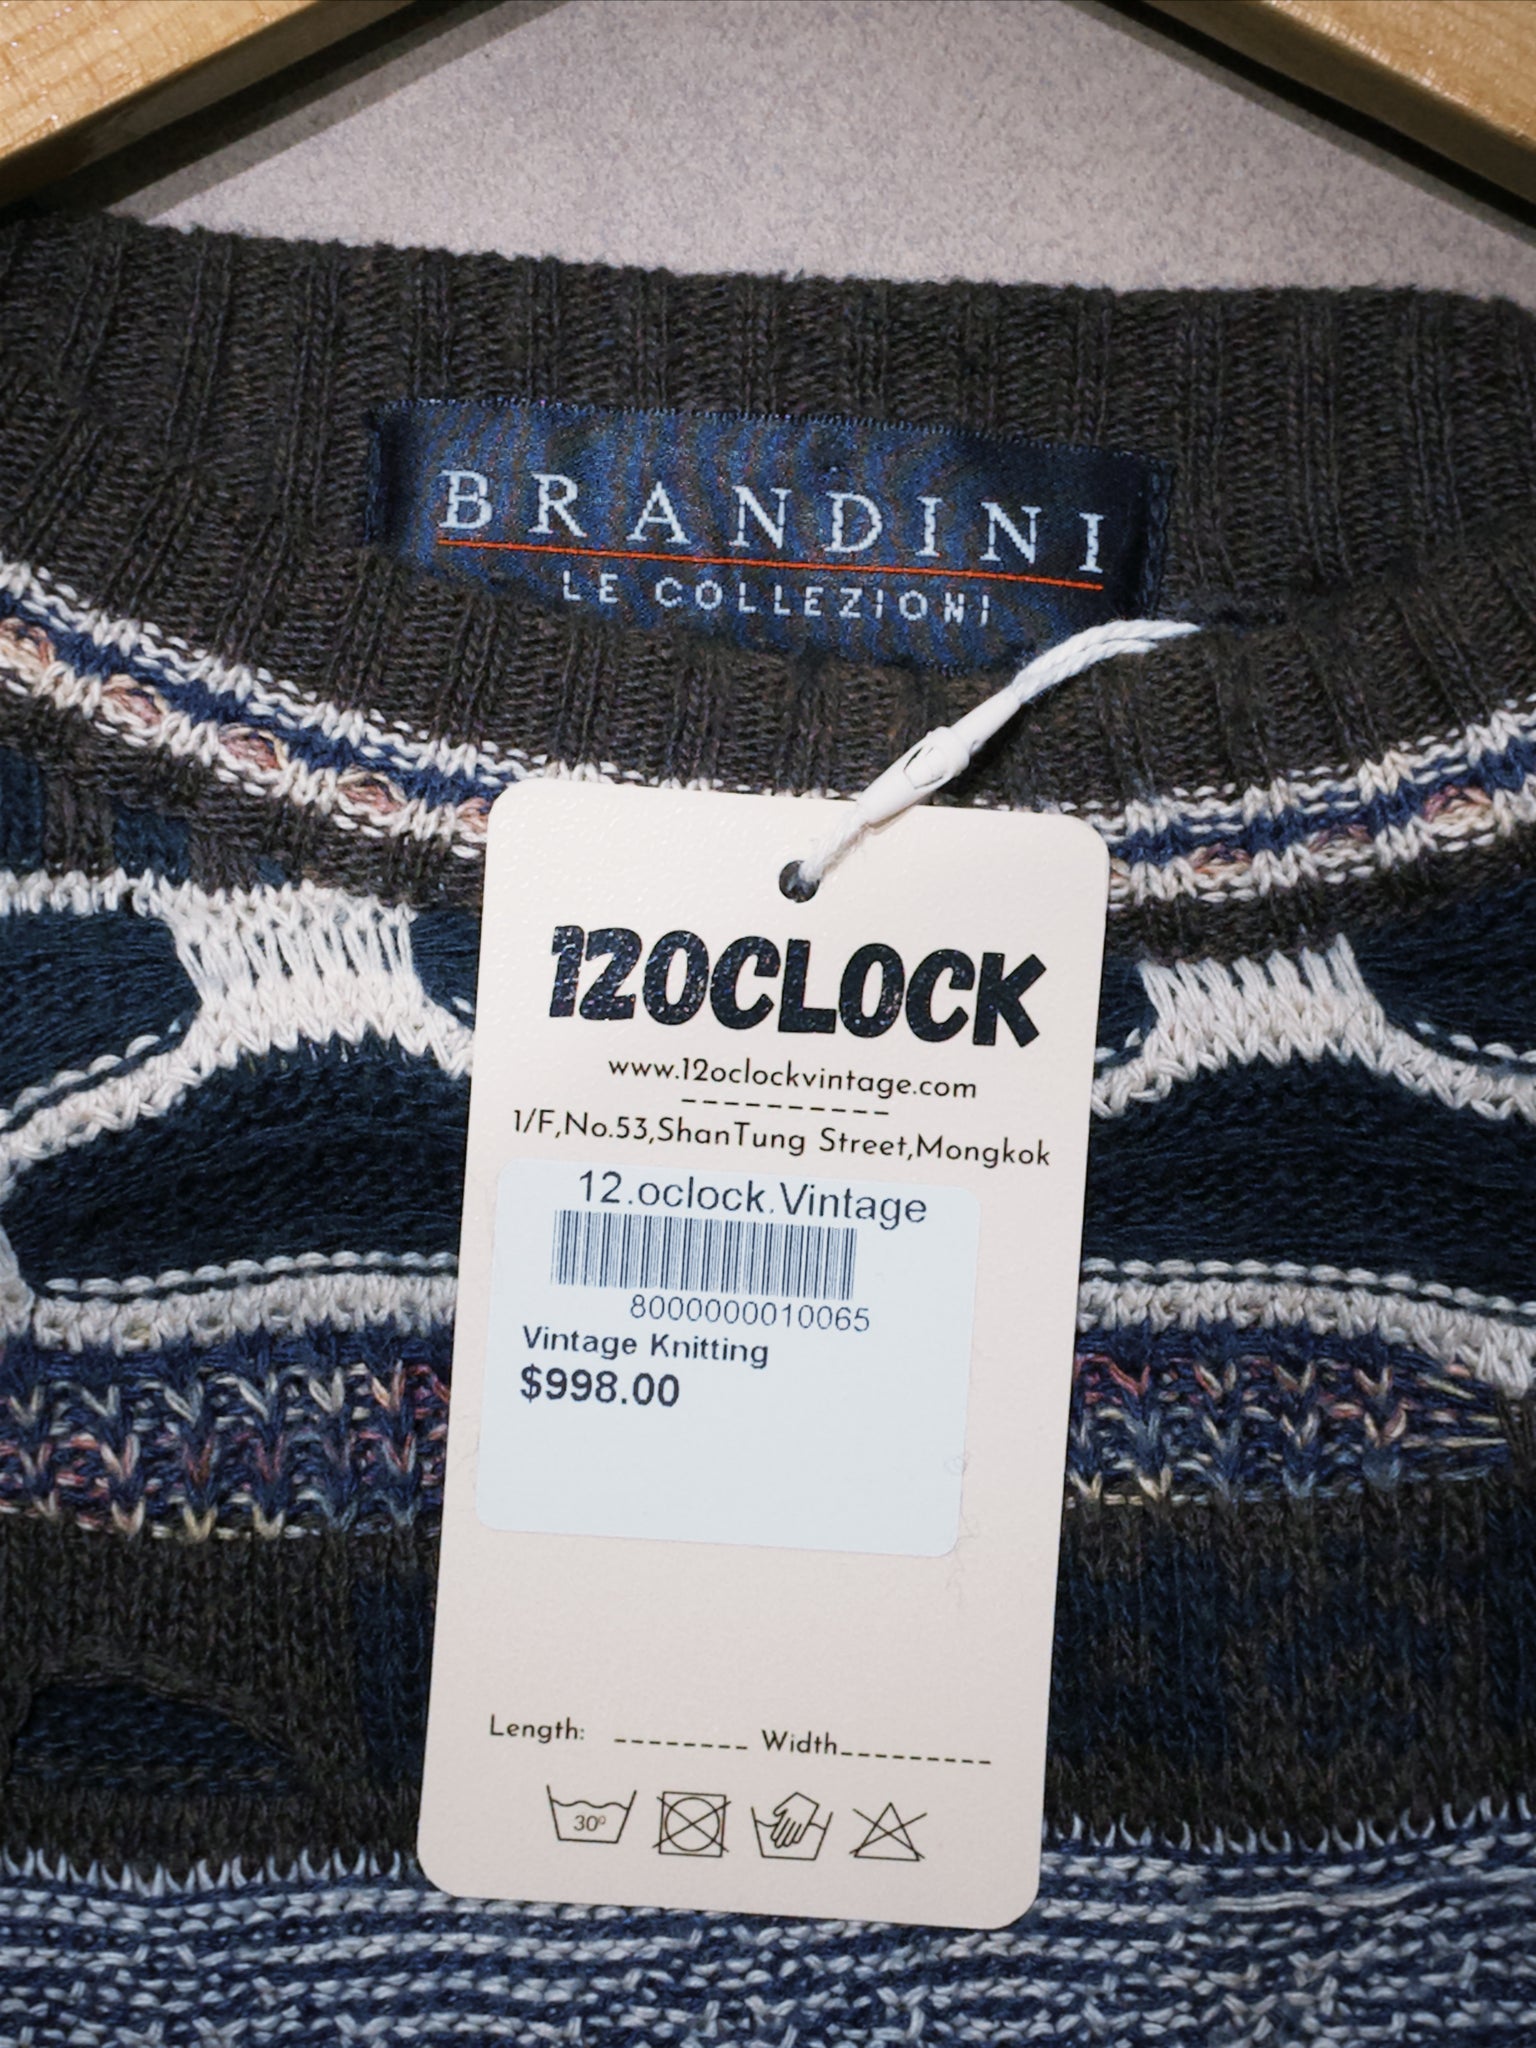 BRANDINI
LE COLLEZIONI
12OCLOCK
www.12oclockvintage.com
----------
1/F,No.53,ShanTung Street,Mongkok
12.oclock.Vintage
8000000010065
Vintage Knitting
$998.00
Length: -------- Width---------
30º